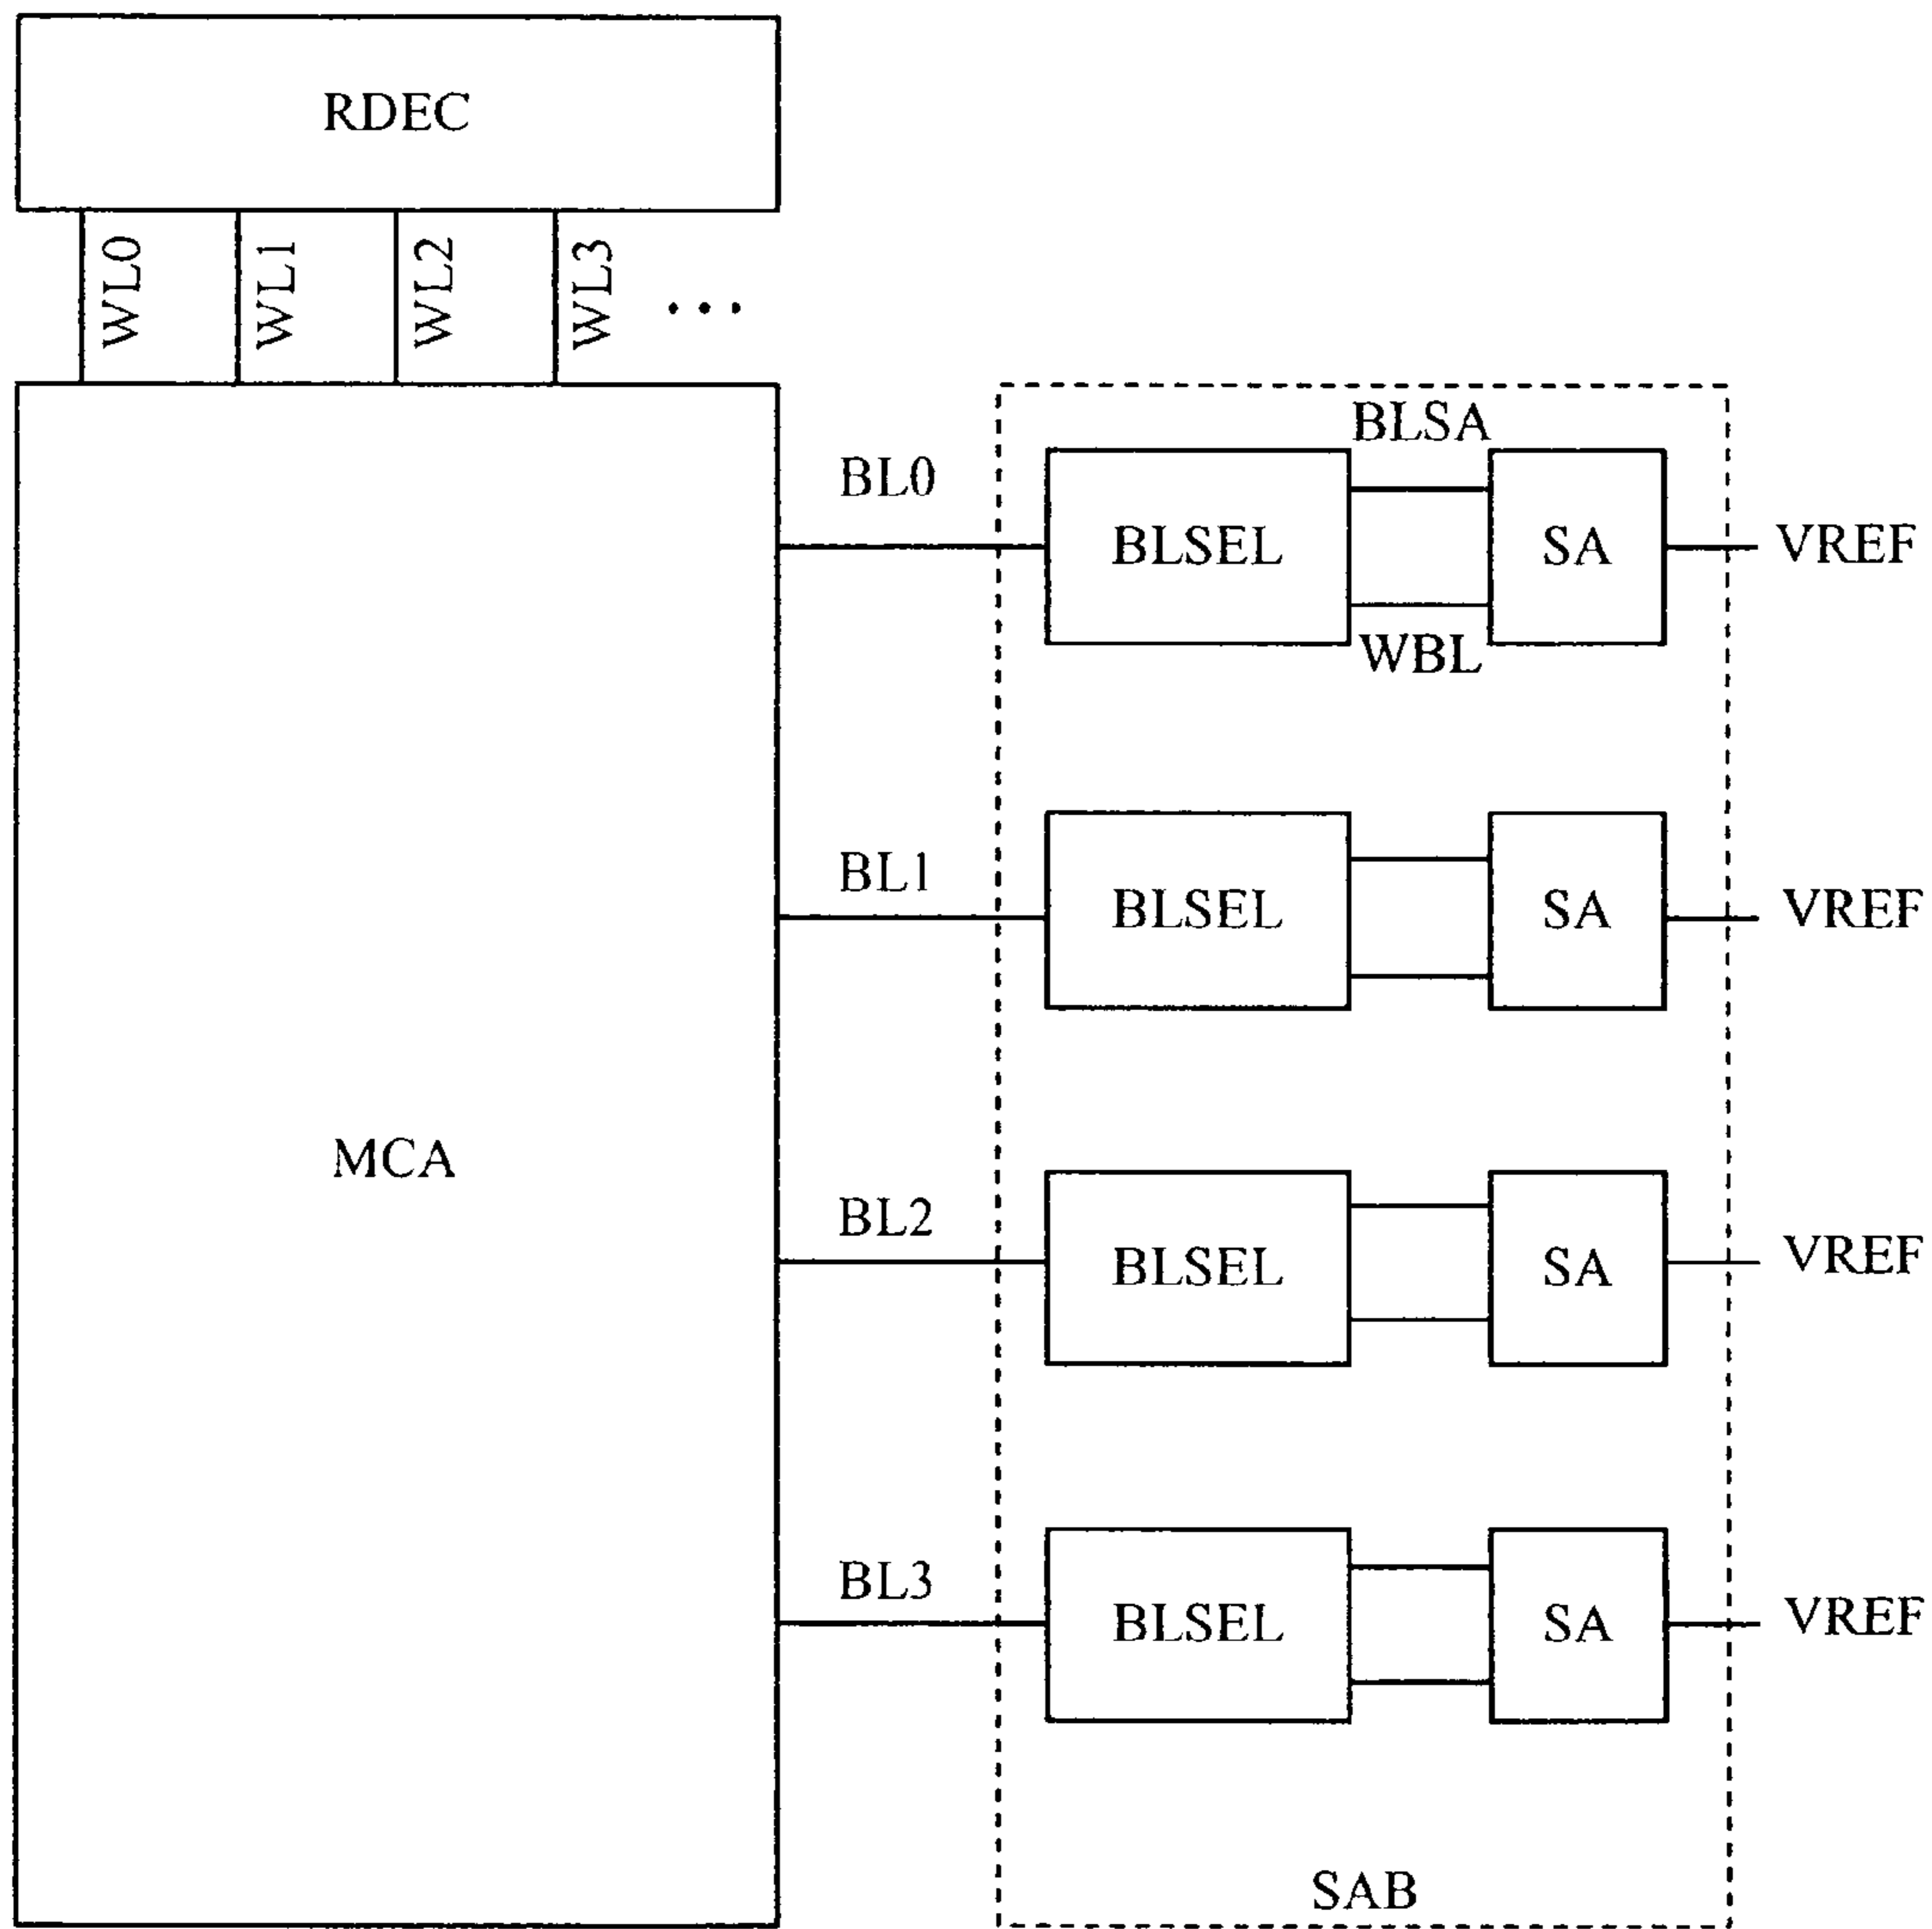 RDEC
WL0
WL1
WL2
WL3
...
BLSA
BL0
BLSEL
SA
VREF
WBL
BL1
BLSEL
SA
VREF
MCA
BL2
BLSEL
SA
VREF
BL3
BLSEL
SA
VREF
SAB